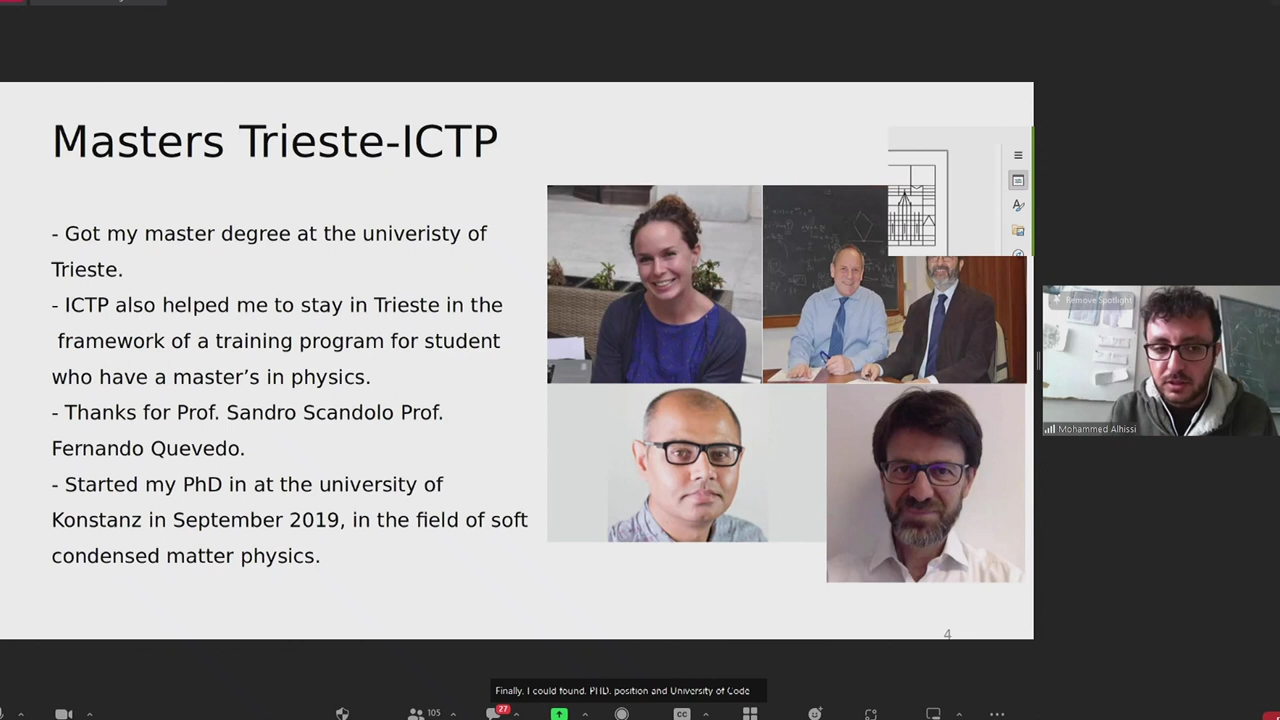 Masters Trieste-ICTP
- Got my master degree at the univeristy of
Trieste.
- ICTP also helped me to stay in Trieste in the
framework of a training program for student
who have a master's in physics.
- Thanks for Prof. Sandro Scandolo Prof.
Fernando Quevedo.
- Started my PhD in at the university of
Konstanz in September 2019, in the field of soft
condensed matter physics.
4
Remove Spotlight
Mohammed Alhissi
Finally, I could found, PHD, position and University of Code
105
27
CC